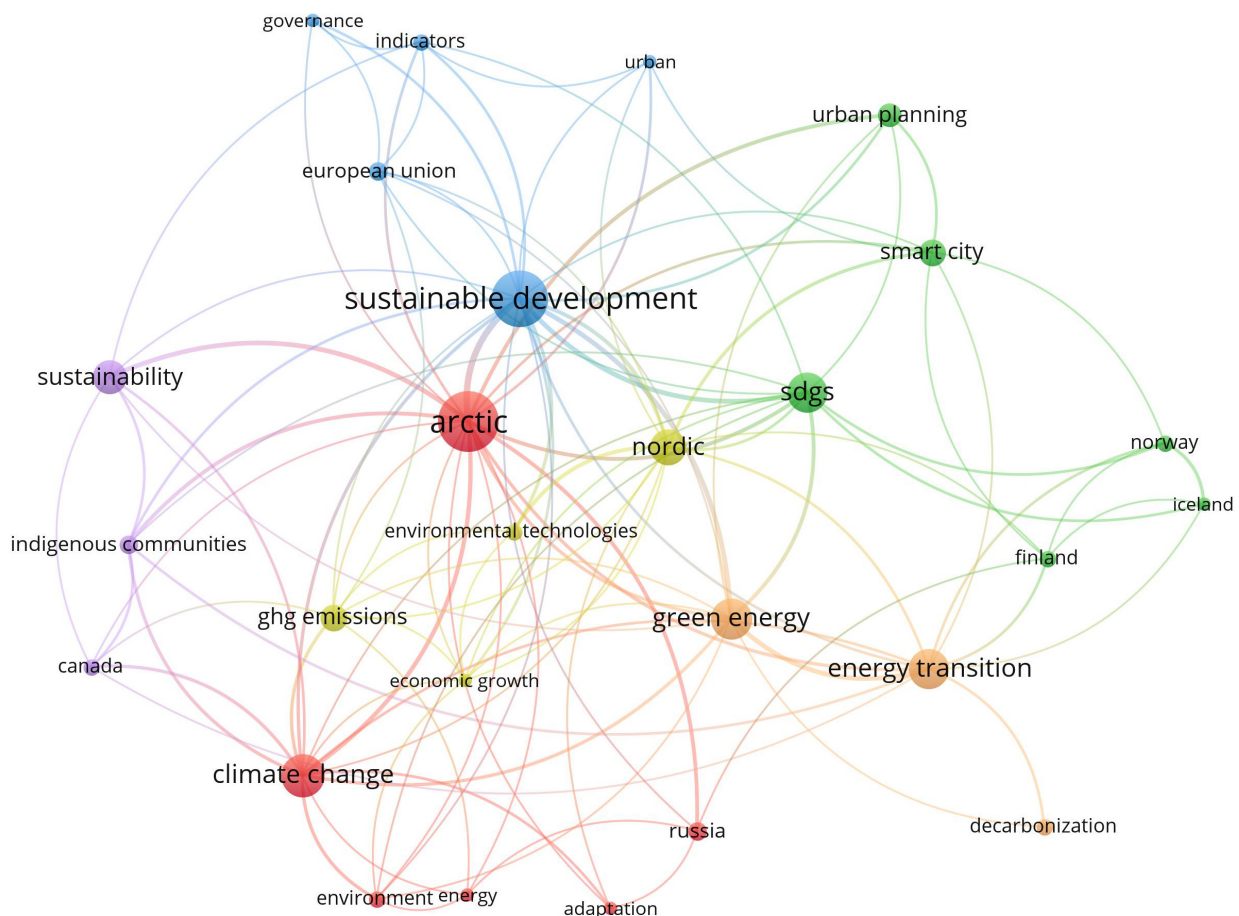 governance
indicators
urban
urban planning
european union
smart city
sustainable development
sustainability
sdgs
arctic
nordic
norway
iceland
environmental technologies
indigenous communities
finland
ghg emissions
green energy
canada
energy transition
economic growth
climate change
decarbonization
russia
environment
energy
adaptation